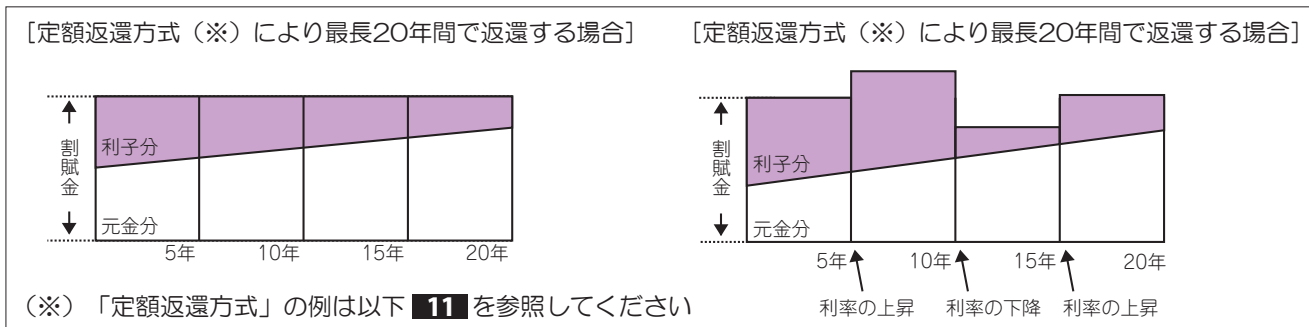 ［定額返還方式（※）により最長20年間で返還する場合］
割賦金
利子分
元金分
5年 10年 15年 20年
（※）「定額返還方式」の例は以下 11 を参照してください
［定額返還方式（※）により最長20年間で返還する場合］
割賦金
利子分
元金分
5年 10年 15年 20年
利率の上昇 利率の下降 利率の上昇